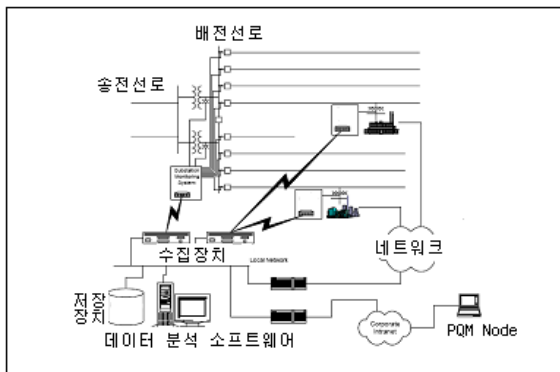 배전선로
송전선로
Substation
Monitoring
System
수집장치
Local Network
네트워크
저장
장치
데이터 분석 소프트웨어
Corporate
Intranet
PQM Node